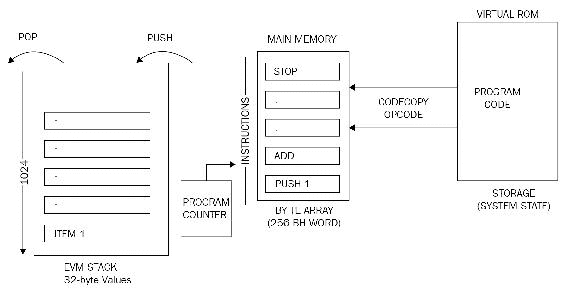 POP
PUSH
1024
-
-
-
-
ITEM 1
EVM STACK
32-byte Values
PROGRAM
COUNTER
INSTRUCTIONS
MAIN MEMORY
STOP
.
.
ADD
PUSH 1
BYTE ARRAY
(256 BH WORD)
CODECOPY
OPCODE
VIRTUAL ROM
PROGRAM
CODE
STORAGE
(SYSTEM STATE)